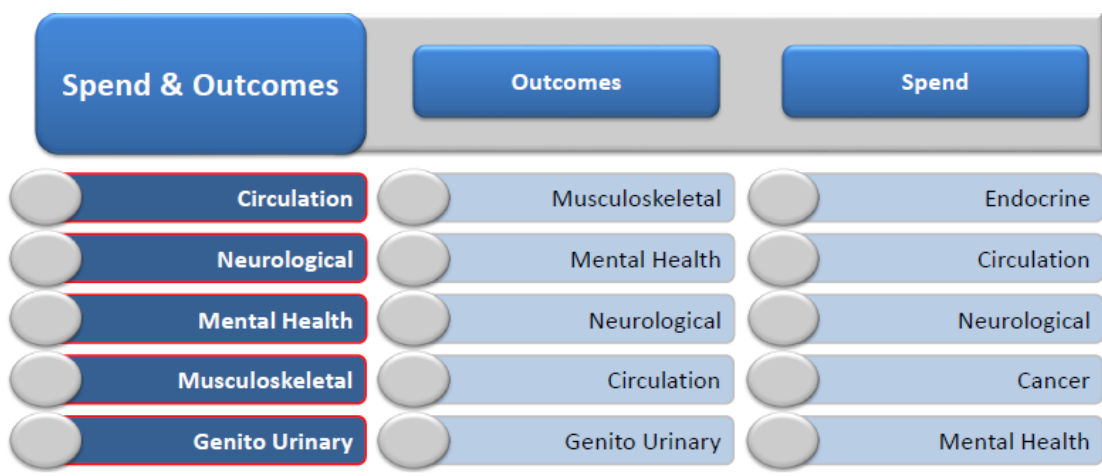 Spend & Outcomes
Outcomes
Spend
Circulation
Musculoskeletal
Endocrine
Neurological
Mental Health
Circulation
Mental Health
Neurological
Neurological
Musculoskeletal
Circulation
Cancer
Genito Urinary
Genito Urinary
Mental Health